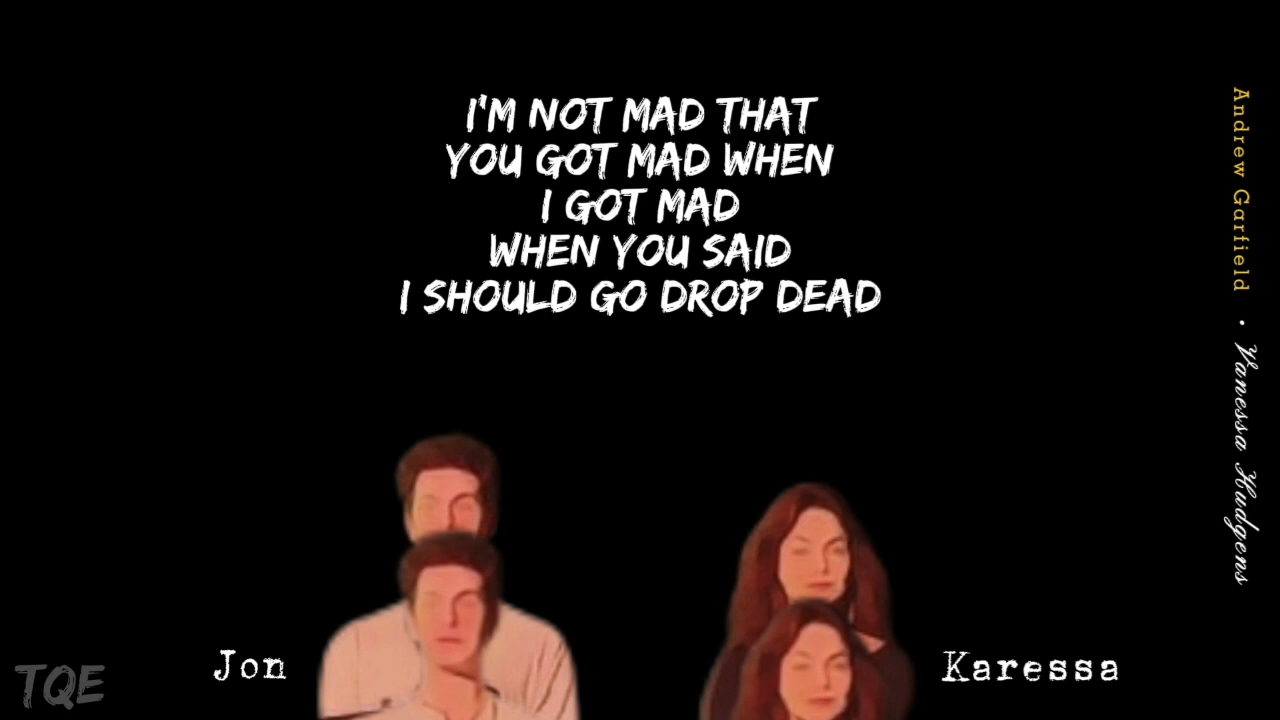 I'M NOT MAD THAT
YOU GOT MAD WHEN
I GOT MAD
WHEN YOU SAID
I SHOULD GO DROP DEAD
Andrew Garfield • Vanessa Hudgens
Jon
Karessa
TQE